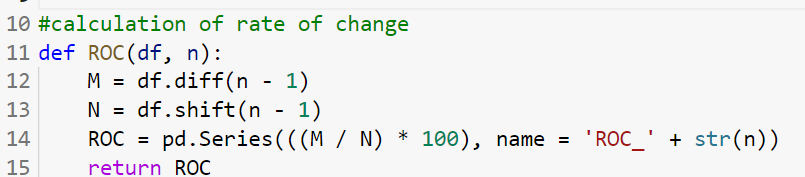 10 #calculation of rate of change
11 def ROC(df, n):
12 M = df.diff(n - 1)
13 N = df.shift(n - 1)
14 ROC = pd.Series(((M / N) * 100), name = 'ROC_' + str(n))
15 return ROC